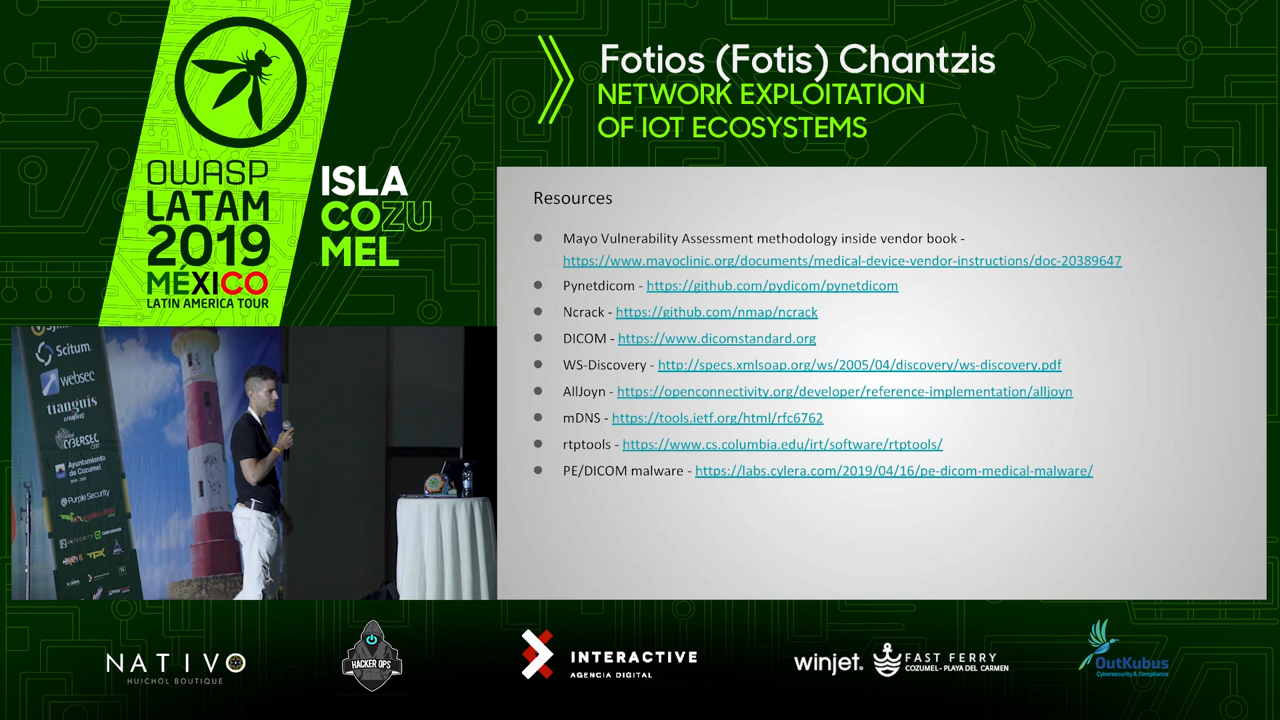 OWASP
LATAM
2019
MÉXICO
LATIN AMERICA TOUR
ISLA
COZU
MEL
Fotios (Fotis) Chantzis
NETWORK EXPLOITATION
OF IOT ECOSYSTEMS
Resources
Mayo Vulnerability Assessment methodology inside vendor book -
https://www.mayoclinic.org/documents/medical-device-vendor-instructions/doc-20389647
Pynetdicom - https://github.com/pydicom/pynetdicom
Ncrack - https://github.com/nmap/ncrack
DICOM - https://www.dicomstandard.org
WS-Discovery - http://specs.xmlsoap.org/ws/2005/04/discovery/ws-discovery.pdf
AllJoyn - https://openconnectivity.org/developer/reference-implementation/alljoyn
mDNS - https://tools.ietf.org/html/rfc6762
rtptools - https://www.cs.columbia.edu/irt/software/rtptools/
PE/DICOM malware - https://labs.cylera.com/2019/04/16/pe-dicom-medical-malware/
Scitum
websec
tianguis
CYBERSEC
Ayuntamiento
de Cozumel
Purple Security
INTEGRITY
TPX
NATIVO
HUICHOL BOUTIQUE
HACKER OPS
INTERACTIVE
AGENCIA DIGITAL
winjet.
FAST FERRY
COZUMEL - PLAYA DEL CARMEN
OutKubus
Cybersecurity & Compliance